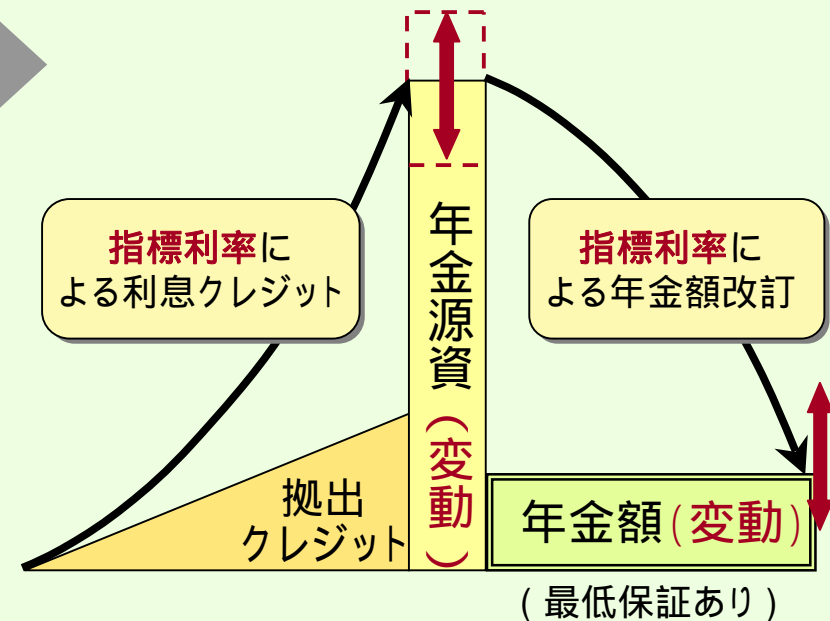 指標利率に
よる利息クレジット
拠出
クレジット
年金源資(変動)
指標利率に
よる年金額改訂
年金額(変動)
(最低保証あり)